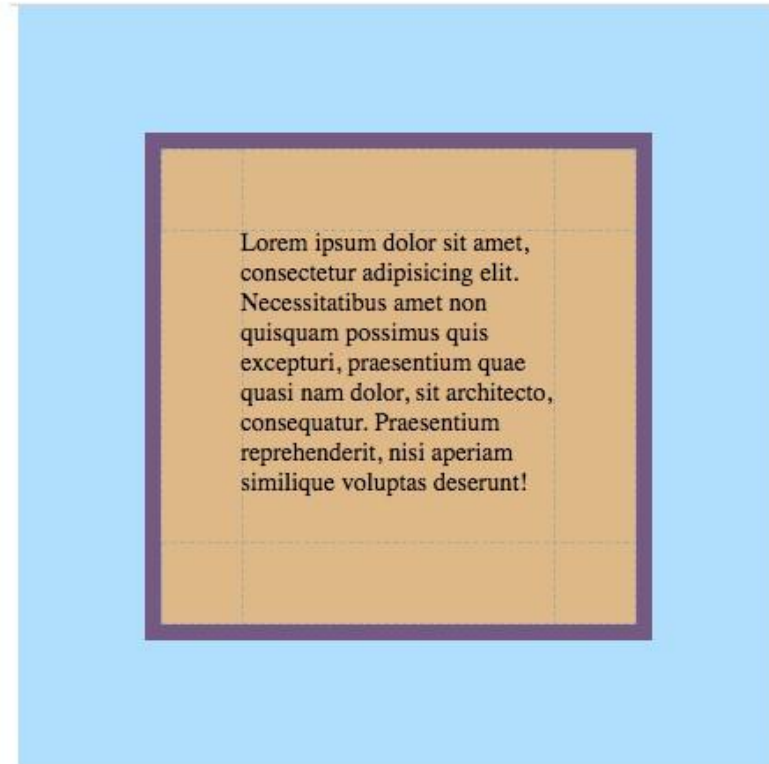 Lorem ipsum dolor sit amet,
consectetur adipisicing elit.
Necessitatibus amet non
quisquam possimus quis
excepturi, praesentium quae
quasi nam dolor, sit architecto,
consequatur. Praesentium
reprehenderit, nisi aperiam
similique voluptas deserunt!